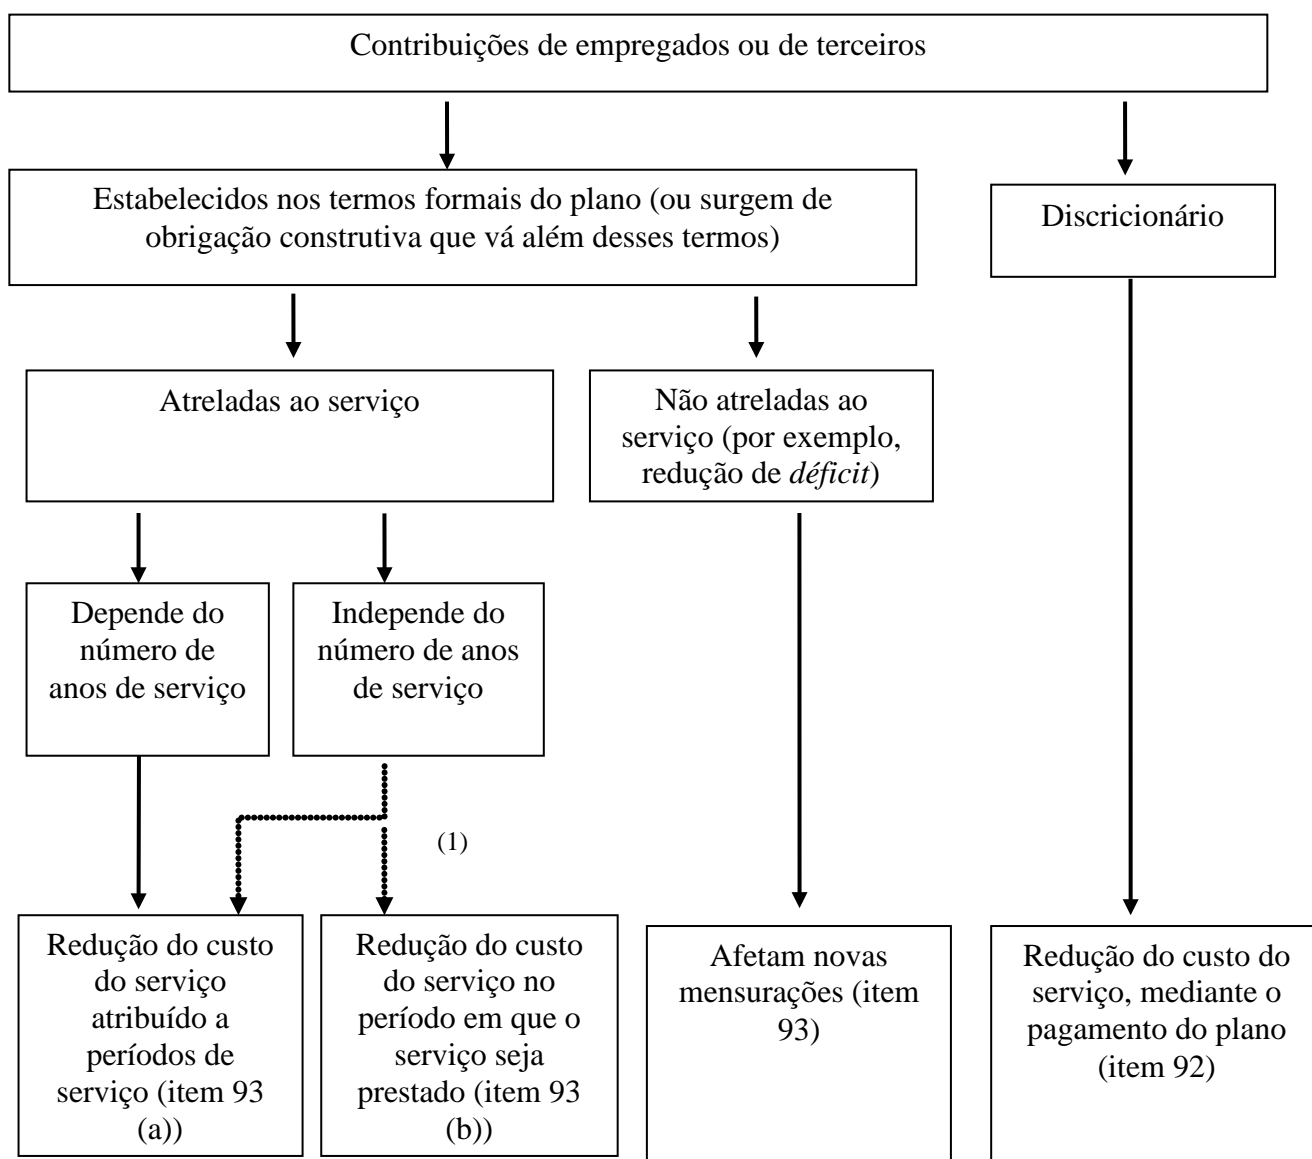 Contribuições de empregados ou de terceiros
Estabelecidos nos termos formais do plano (ou surgem de
obrigação construtiva que vá além desses termos)
Discricionário
Atreladas ao serviço
Não atreladas ao
serviço (por exemplo,
redução de déficit)
Depende do
número de
anos de serviço
Independe do
número de anos
de serviço
(1)
Redução do custo
do serviço
atribuído a
períodos de
serviço (item 93
(a))
Redução do custo
do serviço no
período em que o
serviço seja
prestado (item 93
(b))
Afetam novas
mensurações (item
93)
Redução do custo do
serviço, mediante o
pagamento do plano
(item 92)